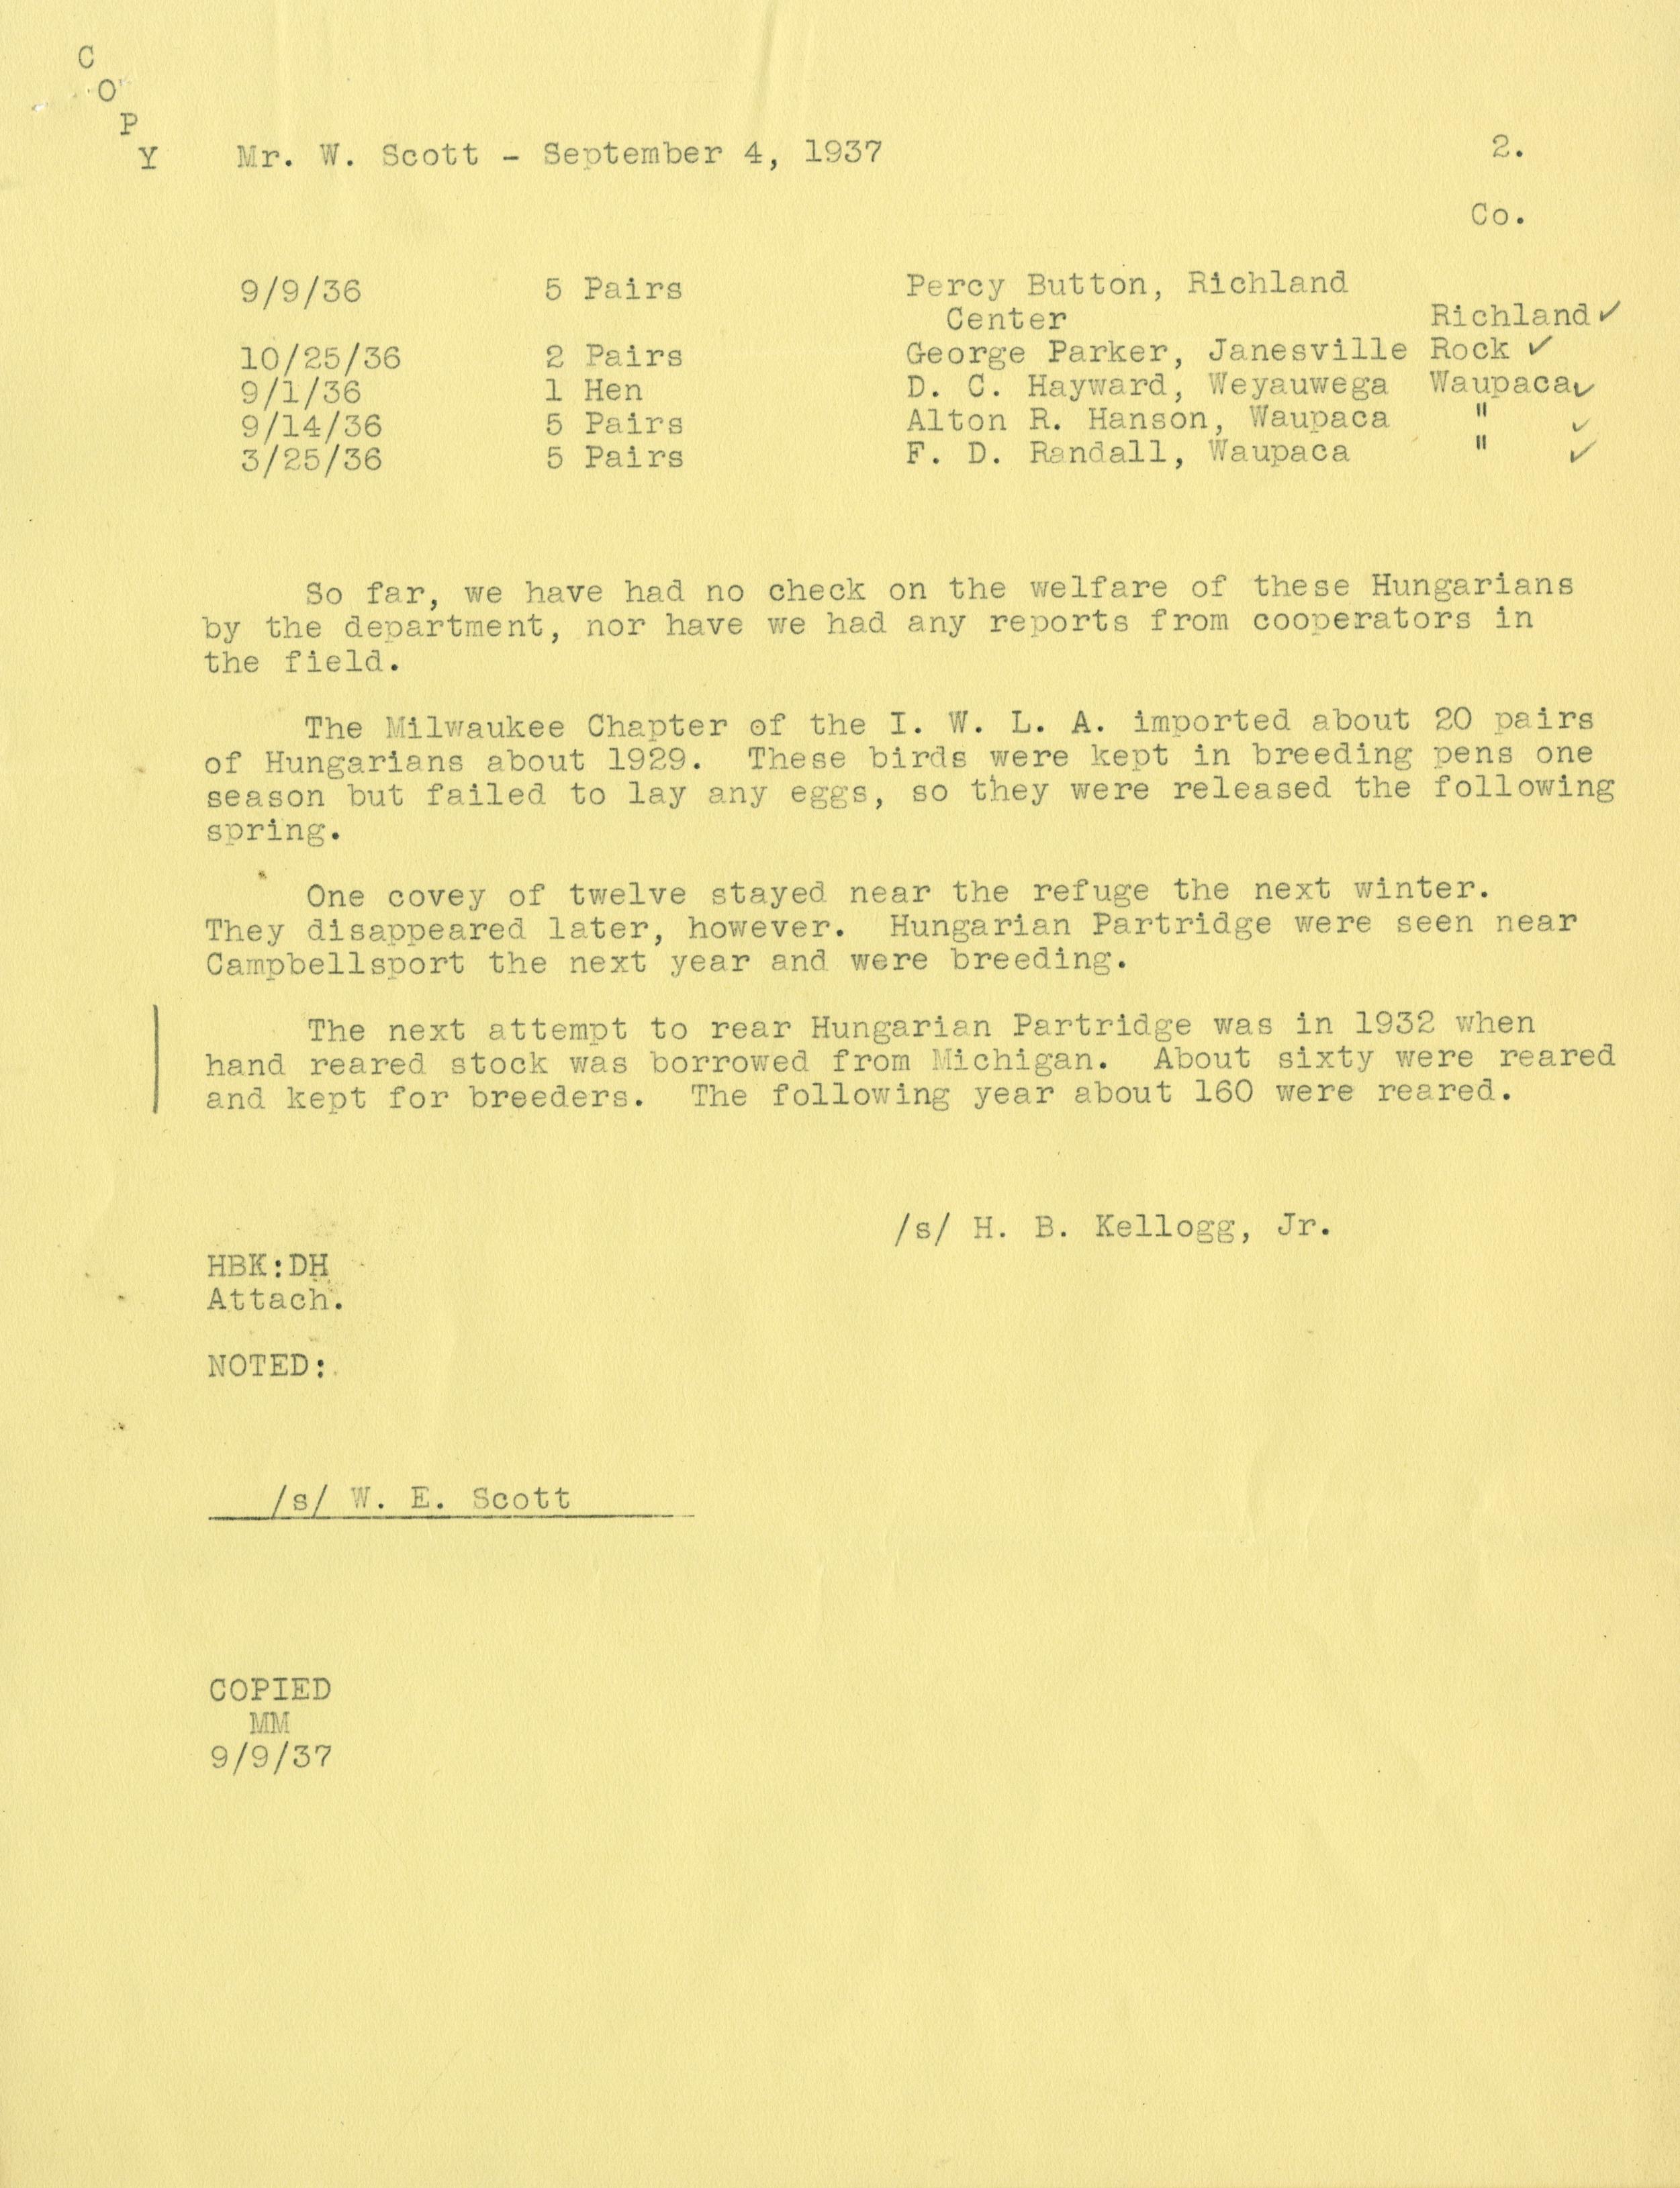 C
O
P
Y Mr. W. Scott - September 4, 1937 2.
Co.
9/9/36 5 Pairs Percy Button, Richland
Center Richland ✓
10/25/36 2 Pairs George Parker, Janesville Rock ✓
9/1/36 1 Hen D. C. Hayward, Weyauwega Waupaca ✓
9/14/36 5 Pairs Alton R. Hanson, Waupaca " ✓
3/25/36 5 Pairs F. D. Randall, Waupaca " ✓
So far, we have had no check on the welfare of these Hungarians
by the department, nor have we had any reports from cooperators in
the field.
The Milwaukee Chapter of the I. W. L. A. imported about 20 pairs
of Hungarians about 1929. These birds were kept in breeding pens one
season but failed to lay any eggs, so they were released the following
spring.
One covey of twelve stayed near the refuge the next winter.
They disappeared later, however. Hungarian Partridge were seen near
Campbellsport the next year and were breeding.
The next attempt to rear Hungarian Partridge was in 1932 when
hand reared stock was borrowed from Michigan. About sixty were reared
and kept for breeders. The following year about 160 were reared.
/s/ H. B. Kellogg, Jr.
HBK:DH
Attach.
NOTED:
/s/ W. E. Scott
COPIED
MM
9/9/37